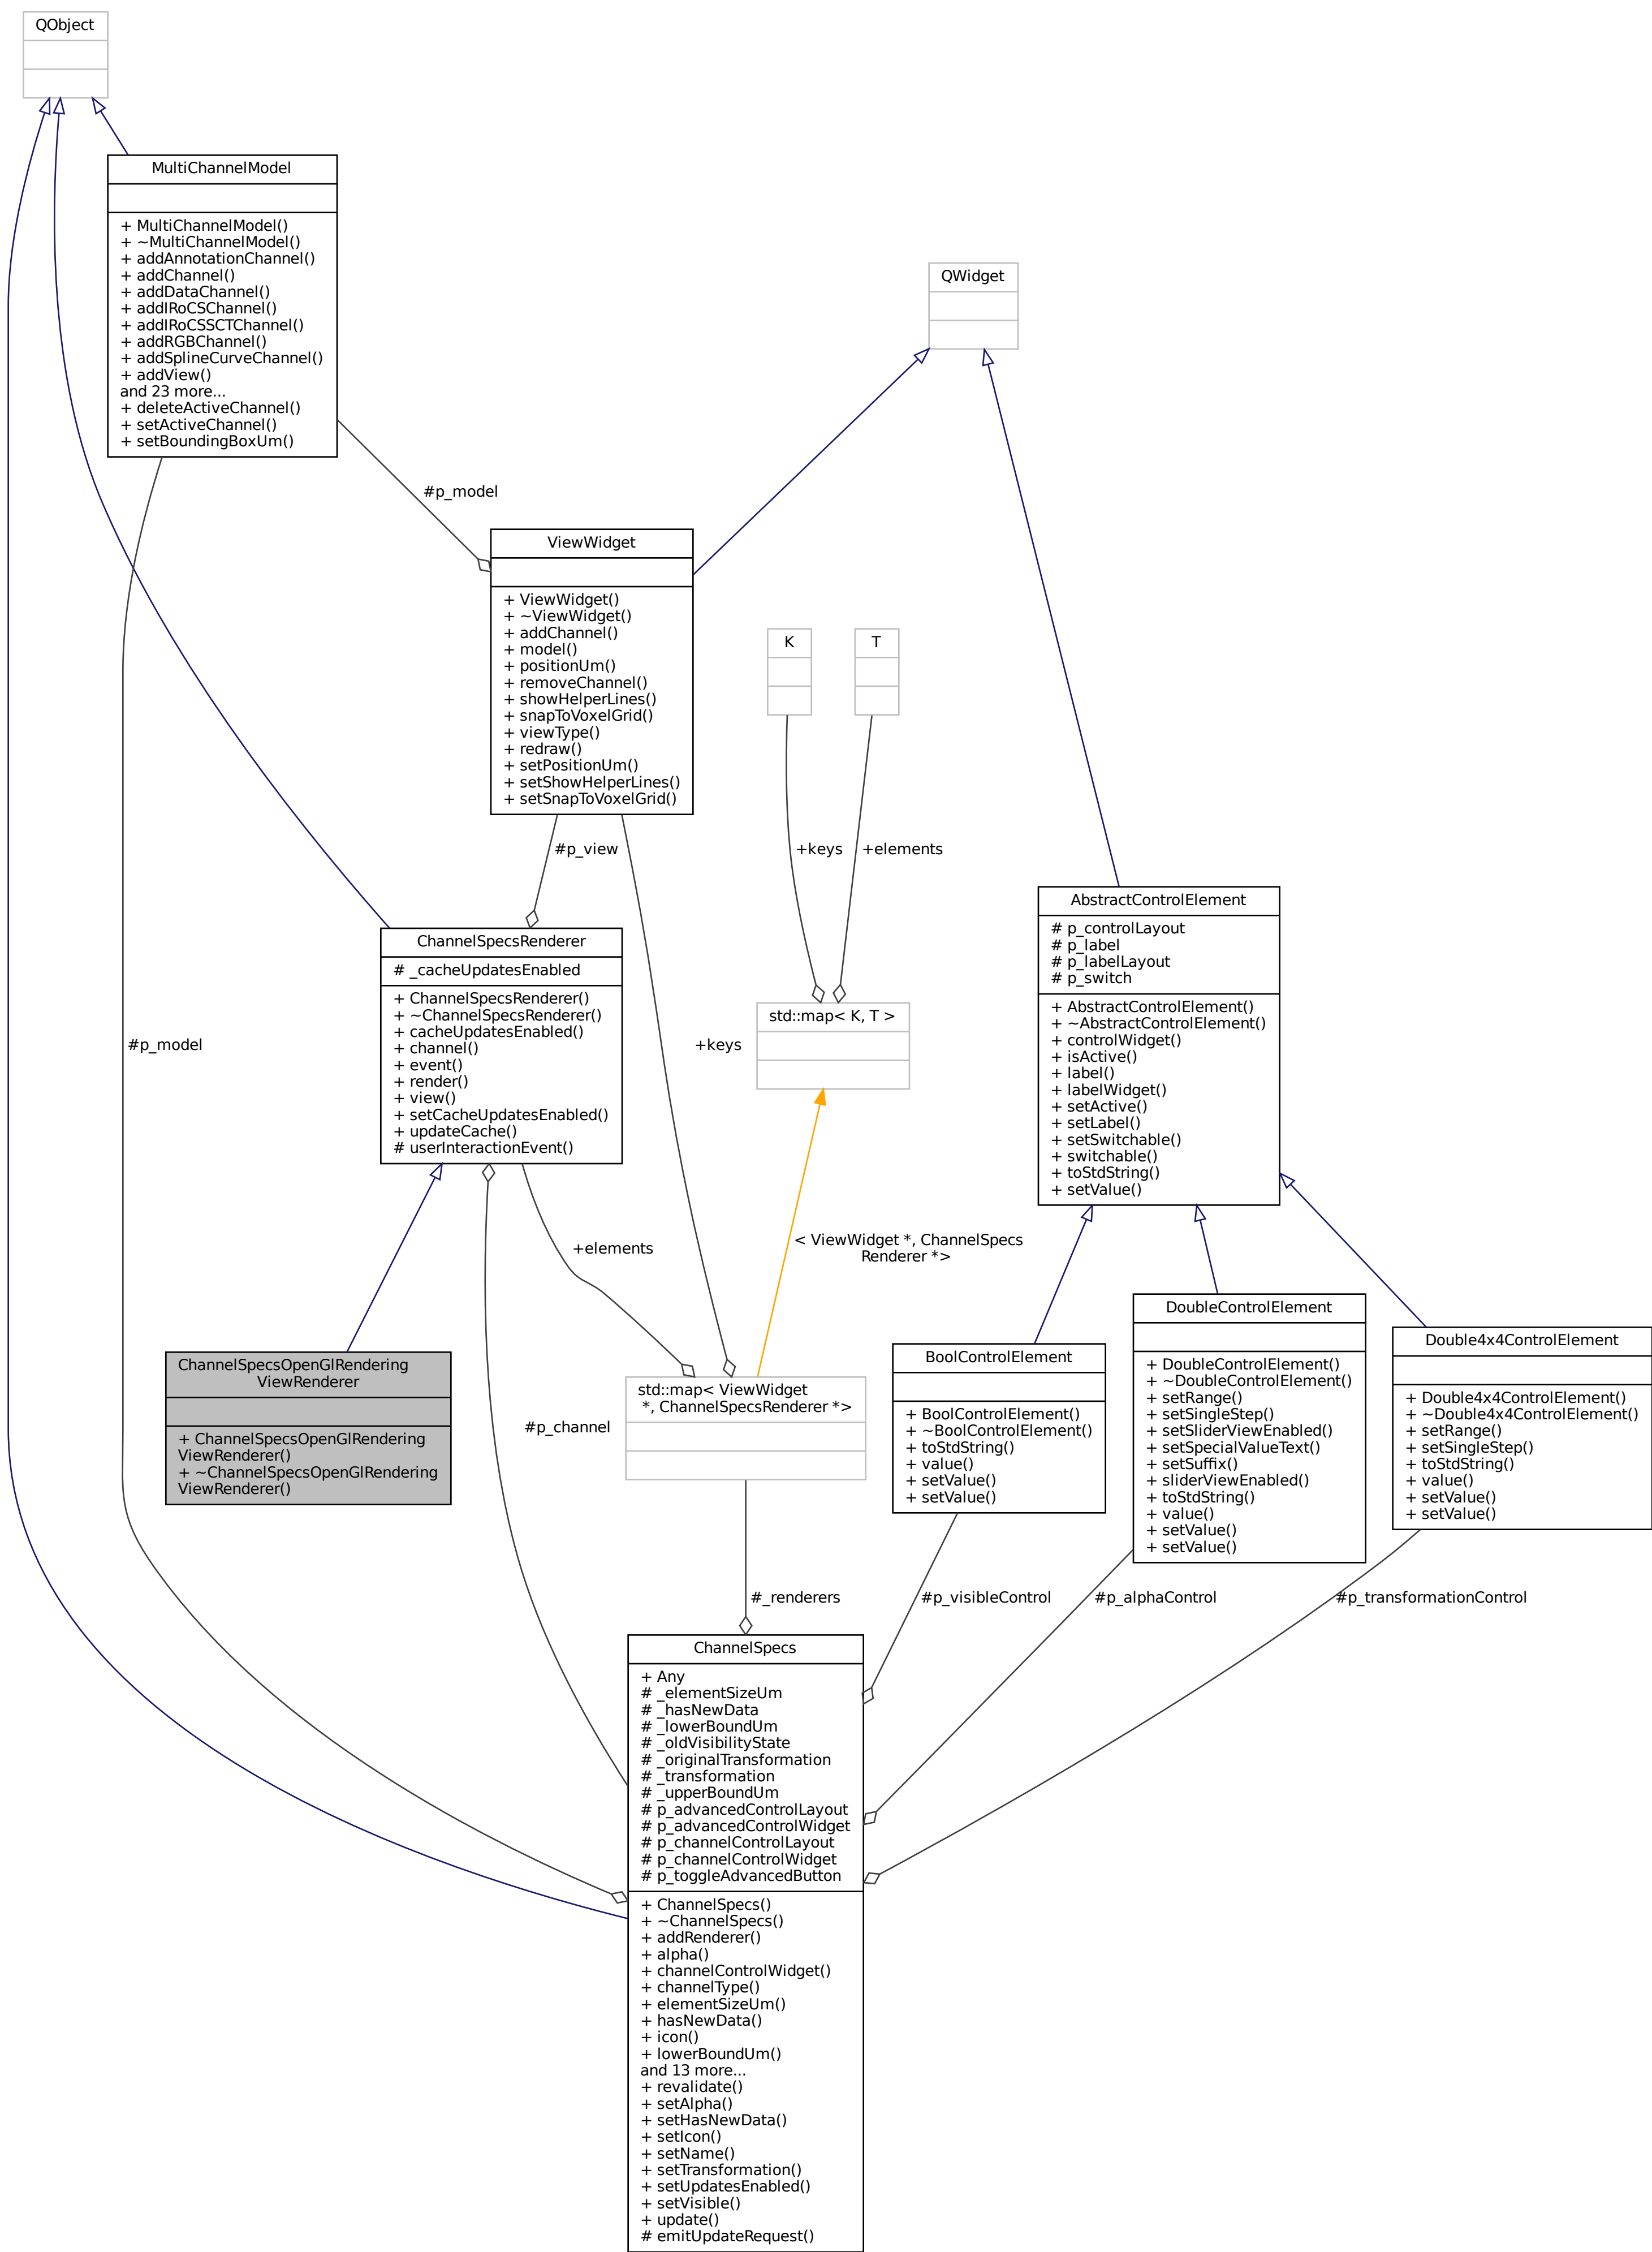 QObject
MultiChannelModel
+ MultiChannelModel()
+ ~MultiChannelModel()
+ addAnnotationChannel()
+ addChannel()
+ addDataChannel()
+ addIRoCSChannel()
+ addIRoCSSCTChannel()
+ addRGBChannel()
+ addSplineCurveChannel()
+ addView()
and 23 more...
+ deleteActiveChannel()
+ setActiveChannel()
+ setBoundingBoxUm()
QWidget
#p_model
ViewWidget
+ ViewWidget()
+ ~ViewWidget()
+ addChannel()
+ model()
+ positionUm()
+ removeChannel()
+ showHelperLines()
+ snapToVoxelGrid()
+ viewType()
+ redraw()
+ setPositionUm()
+ setShowHelperLines()
+ setSnapToVoxelGrid()
K
T
#p_view
+keys
+elements
AbstractControlElement
# p_controlLayout
# p_label
# p_labelLayout
# p_switch
+ AbstractControlElement()
+ ~AbstractControlElement()
+ controlWidget()
+ isActive()
+ label()
+ labelWidget()
+ setActive()
+ setLabel()
+ setSwitchable()
+ switchable()
+ toStdString()
+ setValue()
ChannelSpecsRenderer
# _cacheUpdatesEnabled
+ ChannelSpecsRenderer()
+ ~ChannelSpecsRenderer()
+ cacheUpdatesEnabled()
+ channel()
+ event()
+ render()
+ view()
+ setCacheUpdatesEnabled()
+ updateCache()
# userInteractionEvent()
std::map< K, T >
#p_model
+keys
+elements
< ViewWidget *, ChannelSpecs
Renderer *>
ChannelSpecsOpenGlRendering
ViewRenderer
+ ChannelSpecsOpenGlRendering
ViewRenderer()
+ ~ChannelSpecsOpenGlRendering
ViewRenderer()
#p_channel
std::map< ViewWidget
*, ChannelSpecsRenderer *>
BoolControlElement
+ BoolControlElement()
+ ~BoolControlElement()
+ toStdString()
+ value()
+ setValue()
+ setValue()
DoubleControlElement
+ DoubleControlElement()
+ ~DoubleControlElement()
+ setRange()
+ setSingleStep()
+ setSliderViewEnabled()
+ setSpecialValueText()
+ setSuffix()
+ sliderViewEnabled()
+ toStdString()
+ value()
+ setValue()
+ setValue()
Double4x4ControlElement
+ Double4x4ControlElement()
+ ~Double4x4ControlElement()
+ setRange()
+ setSingleStep()
+ toStdString()
+ value()
+ setValue()
+ setValue()
#_renderers
#p_visibleControl
#p_alphaControl
#p_transformationControl
ChannelSpecs
+ Any
# _elementSizeUm
# _hasNewData
# _lowerBoundUm
# _oldVisibilityState
# _originalTransformation
# _transformation
# _upperBoundUm
# p_advancedControlLayout
# p_advancedControlWidget
# p_channelControlLayout
# p_channelControlWidget
# p_toggleAdvancedButton
+ ChannelSpecs()
+ ~ChannelSpecs()
+ addRenderer()
+ alpha()
+ channelControlWidget()
+ channelType()
+ elementSizeUm()
+ hasNewData()
+ icon()
+ lowerBoundUm()
and 13 more...
+ revalidate()
+ setAlpha()
+ setHasNewData()
+ setIcon()
+ setName()
+ setTransformation()
+ setUpdatesEnabled()
+ setVisible()
+ update()
# emitUpdateRequest()